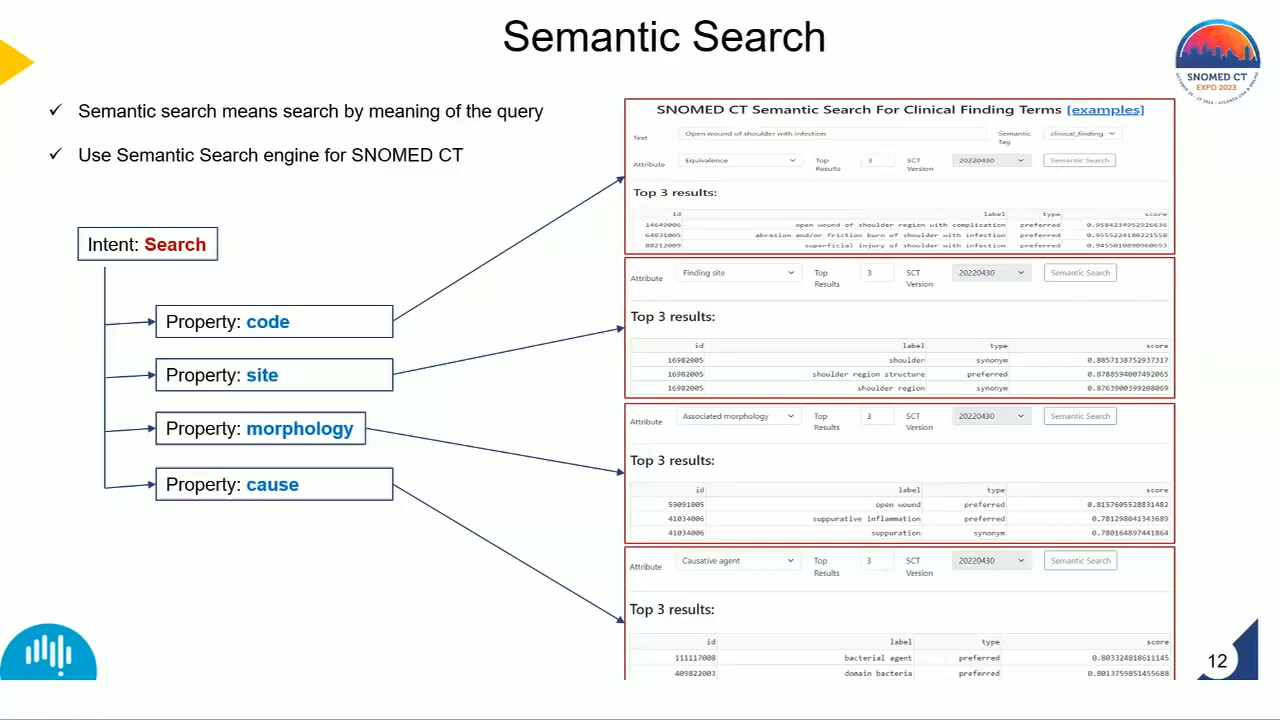 Semantic Search
SNOMED CT
EXPO 2023
✓ Semantic search means search by meaning of the query
✓ Use Semantic Search engine for SNOMED CT
Intent: Search
Property: code
Property: site
Property: morphology
Property: cause
SNOMED CT Semantic Search For Clinical Finding Terms [examples]
Text Open wound of shoulder with infection Semantic Tag clinical_finding
Attribute Equivalence Top Results 3 SCT Version 20220430 Semantic Search
Top 3 results:
id label type score
14649006 open wound of shoulder region with complication preferred 0.9584234952926636
64831005 abrasion and/or friction burn of shoulder with infection preferred 0.9555224180221558
88212009 superficial injury of shoulder with infection preferred 0.9455010890960693
Attribute Finding site Top Results 3 SCT Version 20220430 Semantic Search
Top 3 results:
id label type score
16982005 shoulder synonym 0.8857138752937317
16982005 shoulder region structure preferred 0.8788594007492065
16982005 shoulder region synonym 0.8763900399208069
Attribute Associated morphology Top Results 3 SCT Version 20220430 Semantic Search
Top 3 results:
id label type score
59091005 open wound preferred 0.8157605528831482
41034006 suppurative inflammation preferred 0.781298041343689
41034006 suppuration synonym 0.780164897441864
Attribute Causative agent Top Results 3 SCT Version 20220430 Semantic Search
Top 3 results:
id label type score
111117008 bacterial agent preferred 0.803324818611145
409822003 domain bacteria preferred 0.8013759851455688
12